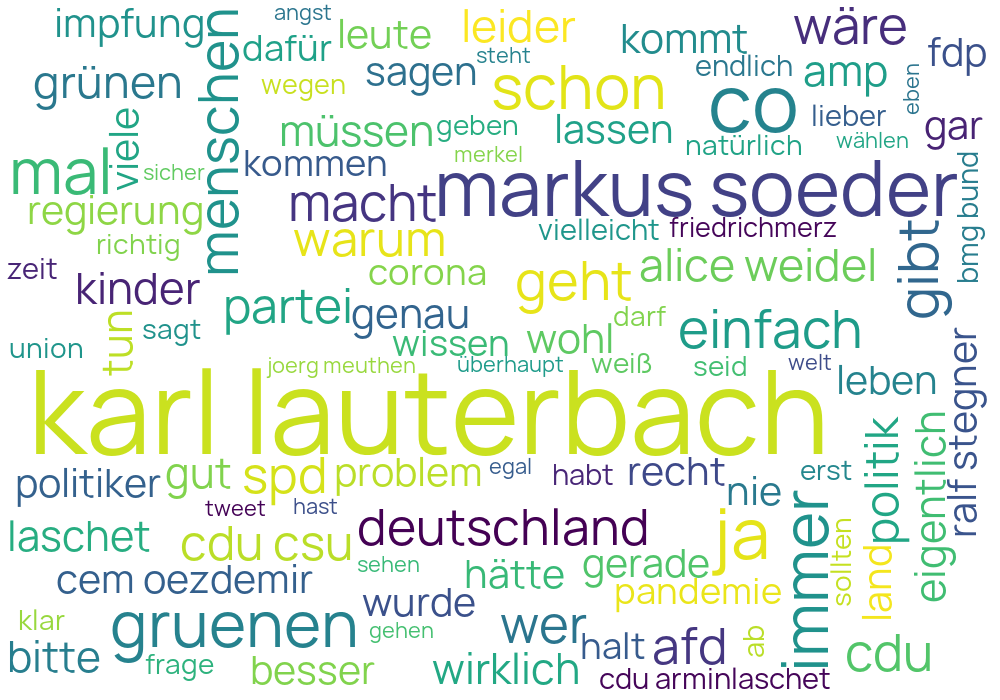 impfung
angst
leute
leider
wäre
menschen
dafür
steht
kommt
fdp
grünen
wegen
sagen
schon
endlich
amp
eben
co
lieber
gar
viele
müssen
geben
lassen
natürlich
wählen
mal
sicher
kommen
merkel
markus soeder
bmg bund
regierung
macht
richtig
warum
vielleicht
friedrichmerz
gibt
zeit
kinder
corona
geht
alice weidel
partei
genau
darf
einfach
tun
sagt
union
wissen
wohl
joerg meuthen
überhaupt
weiß
seid
welt
leben
ralf stegner
karl lauterbach
politik
eigentlich
politiker
gut
spd
problem
egal
habt
recht
erst
nie
tweet
hast
laschet
cdu csu
deutschland
ja
immer
sollten
land
cem oezdemir
sehen
hätte
gerade
pandemie
klar
gruenen
wurde
gehen
wer
halt
afd
ab
cdu
bitte
frage
besser
wirklich
cdu arminlaschet